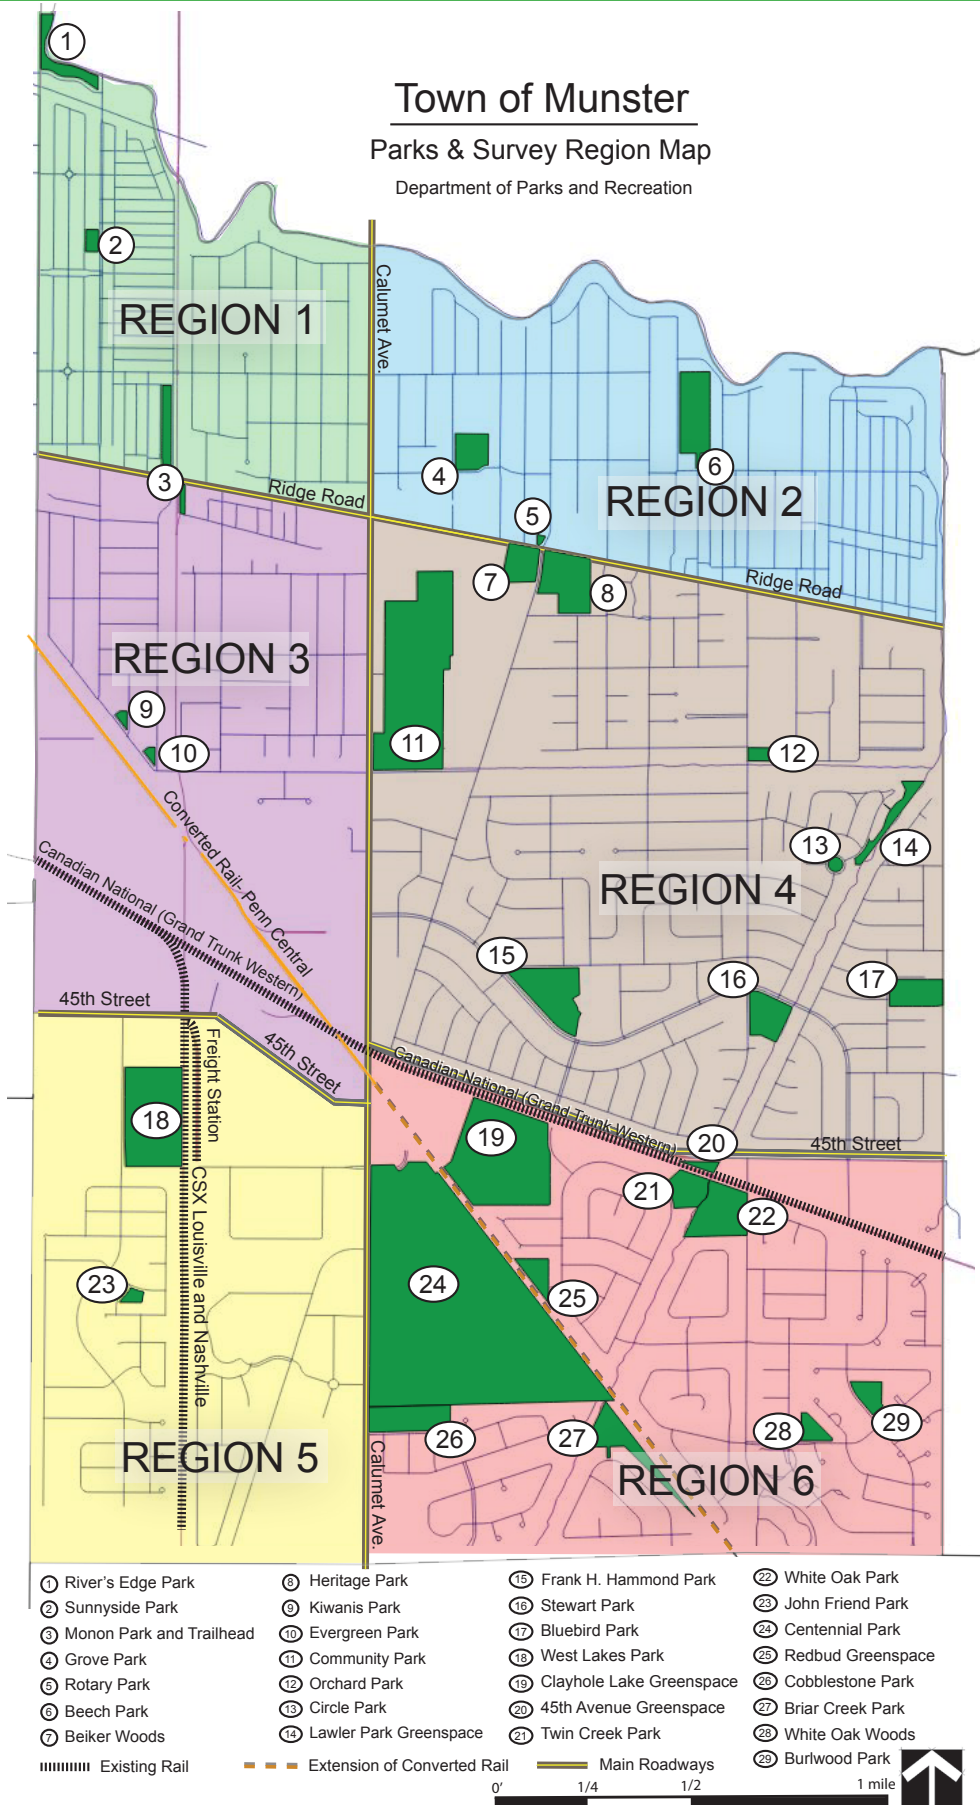 Town of Munster
Parks & Survey Region Map
Department of Parks and Recreation
1
2
REGION 1
Calumet Ave.
3
Ridge Road
4
5
6
REGION 2
7
8
Ridge Road
REGION 3
9
10
11
12
13
14
REGION 4
Converted Rail- Penn Central
Canadian National (Grand Trunk Western)
15
16
17
45th Street
45th Street
Freight Station
Canadian National (Grand Trunk Western)
18
19
20
45th Street
21
22
CSX Louisville and Nashville
23
24
25
26
27
28
29
REGION 5
Calumet Ave.
REGION 6
1 River's Edge Park
2 Sunnyside Park
3 Monon Park and Trailhead
4 Grove Park
5 Rotary Park
6 Beech Park
7 Beiker Woods
8 Heritage Park
9 Kiwanis Park
10 Evergreen Park
11 Community Park
12 Orchard Park
13 Circle Park
14 Lawler Park Greenspace
15 Frank H. Hammond Park
16 Stewart Park
17 Bluebird Park
18 West Lakes Park
19 Clayhole Lake Greenspace
20 45th Avenue Greenspace
21 Twin Creek Park
22 White Oak Park
23 John Friend Park
24 Centennial Park
25 Redbud Greenspace
26 Cobblestone Park
27 Briar Creek Park
28 White Oak Woods
29 Burlwood Park
Existing Rail
Extension of Converted Rail
Main Roadways
0' 1/4 1/2 1 mile